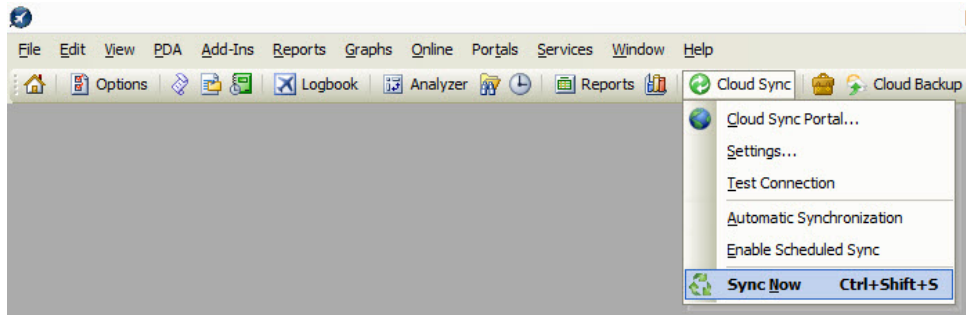 File Edit View PDA Add-Ins Reports Graphs Online Portals Services Window Help
Options Logbook Analyzer Reports Cloud Sync Cloud Backup
Cloud Sync Portal...
Settings...
Test Connection
Automatic Synchronization
Enable Scheduled Sync
Sync Now Ctrl+Shift+S